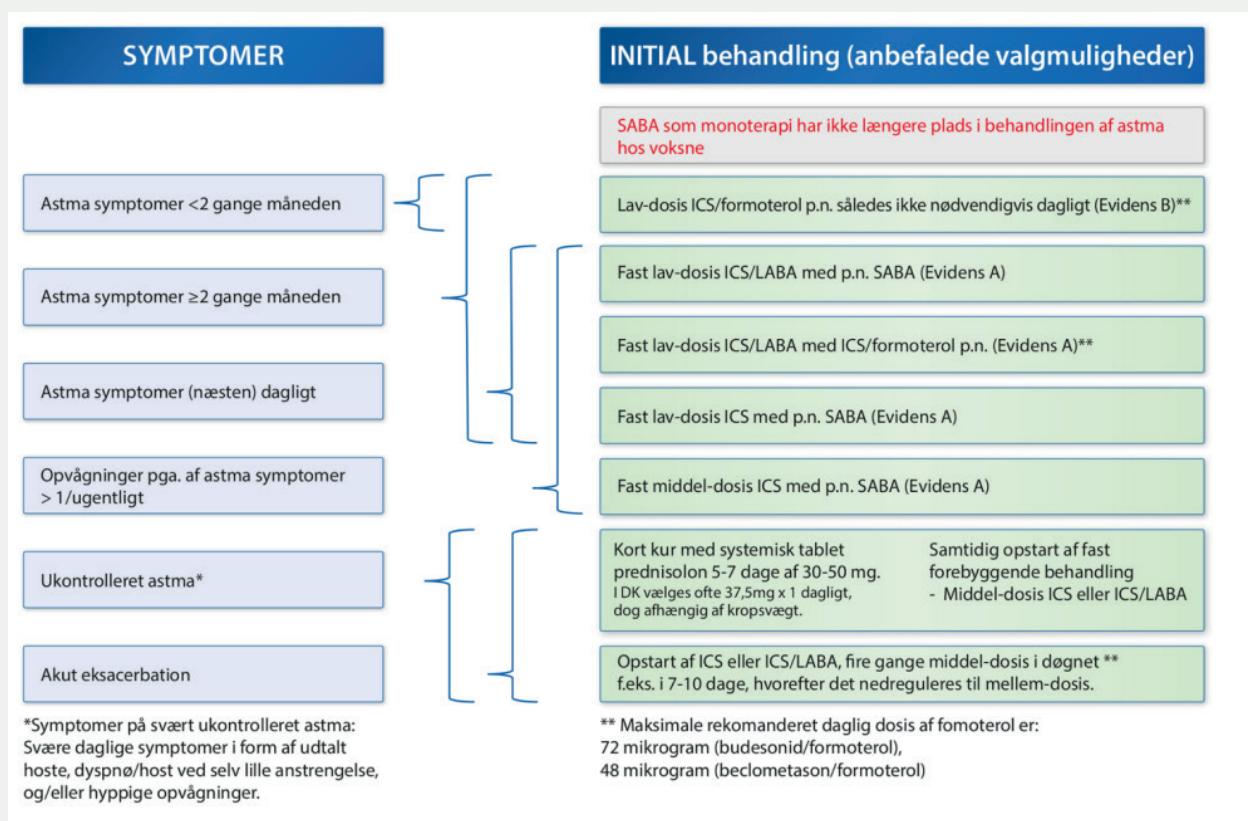 SYMPTOMER
INITIAL behandling (anbefalede valgmuligheder)
SABA som monoterapi har ikke længere plads i behandlingen af astma
hos voksne
Astma symptomer <2 gange måneden
Lav-dosis ICS/formoterol p.n. således ikke nødvendigvis dagligt (Evidens B)**
Fast lav-dosis ICS/LABA med p.n. SABA (Evidens A)
Astma symptomer ≥2 gange måneden
Fast lav-dosis ICS/LABA med ICS/formoterol p.n. (Evidens A)**
Astma symptomer (næsten) dagligt
Fast lav-dosis ICS med p.n. SABA (Evidens A)
Opvågninger pga. af astma symptomer
> 1/ugentligt
Fast middel-dosis ICS med p.n. SABA (Evidens A)
Ukontrolleret astma*
Kort kur med systemisk tablet
prednisolon 5-7 dage af 30-50 mg.
I DK vælges ofte 37,5mg x 1 dagligt,
dog afhængig af kropsvægt.
Samtidig opstart af fast
forebyggende behandling
- Middel-dosis ICS eller ICS/LABA
Akut eksacerbation
Opstart af ICS eller ICS/LABA, fire gange middel-dosis i døgnet **
f.eks. i 7-10 dage, hvorefter det nedreguleres til mellem-dosis.
*Symptomer på svært ukontrolleret astma:
Svære daglige symptomer i form af udtalt
hoste, dyspnø/host ved selv lille anstrengelse,
og/eller hyppige opvågninger.
** Maksimale rekomanderet daglig dosis af fomoterol er:
72 mikrogram (budesonid/formoterol),
48 mikrogram (beclometason/formoterol)